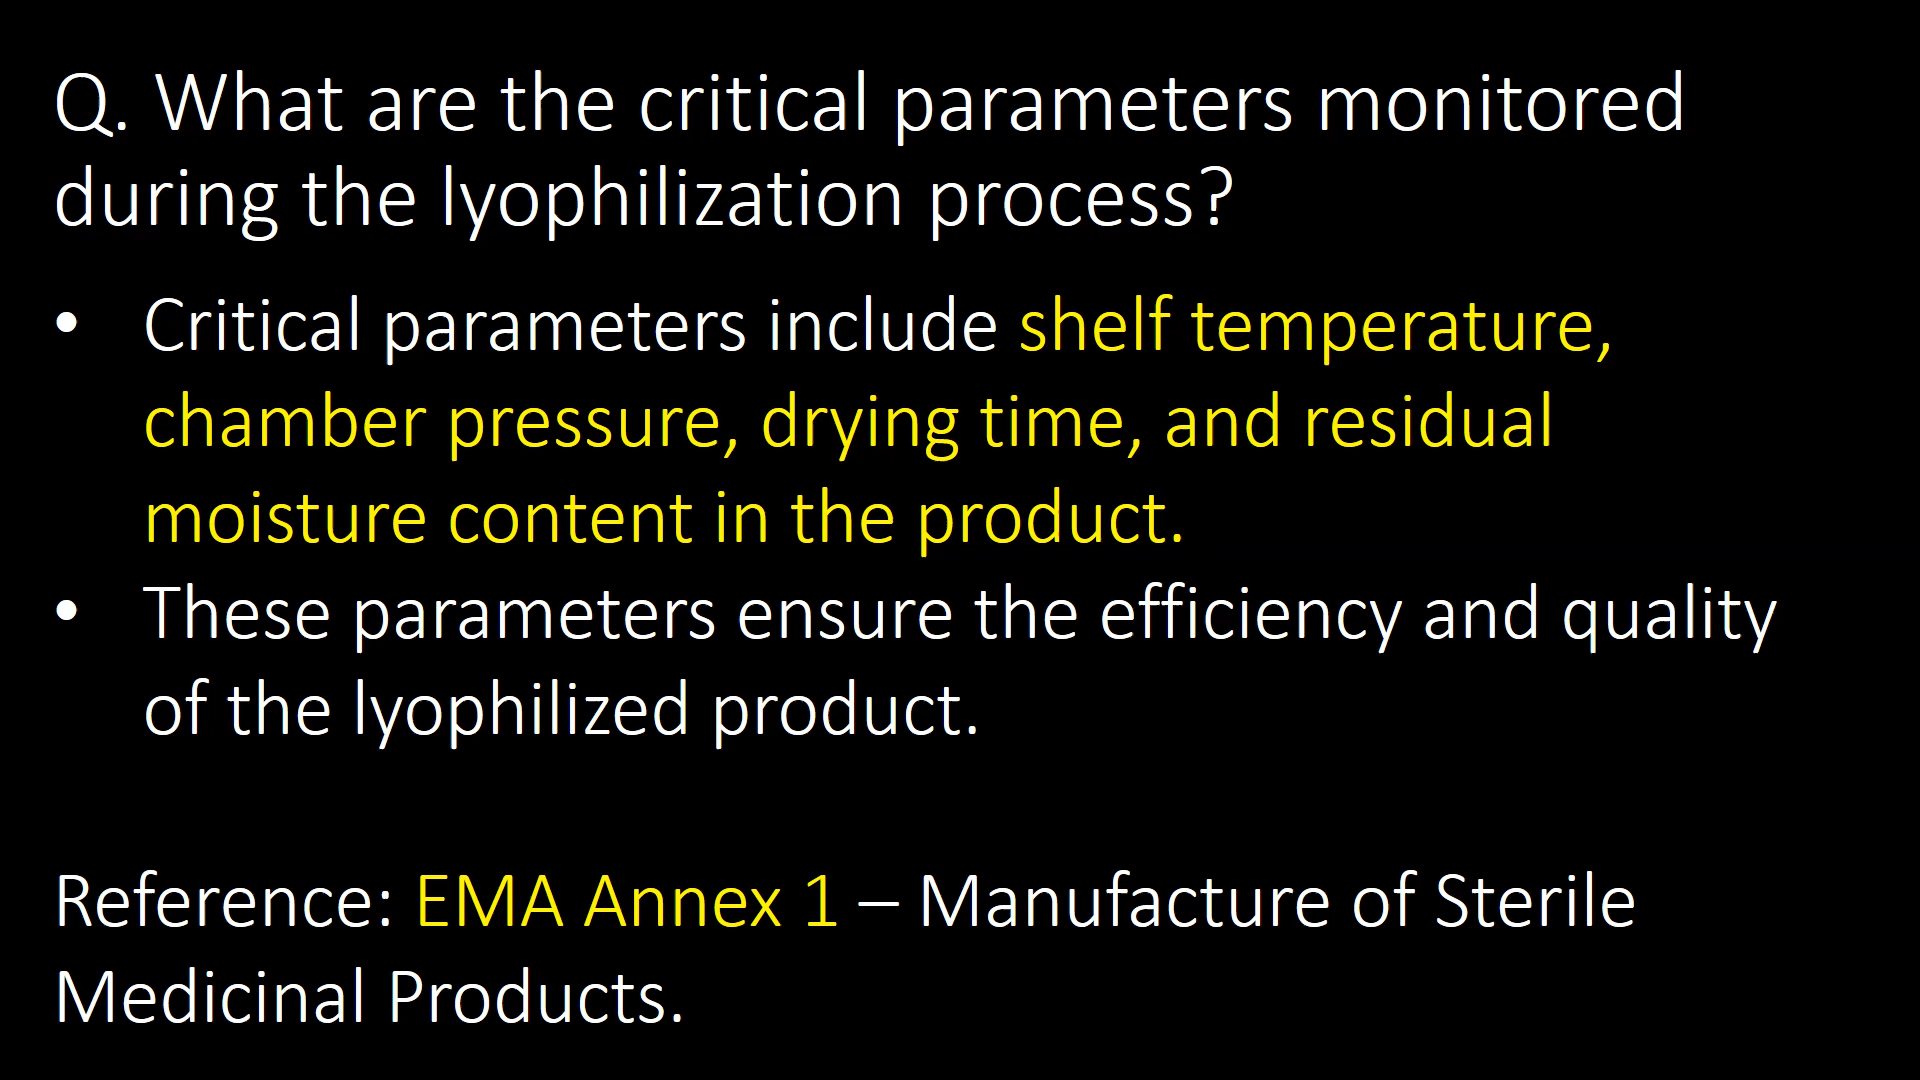 Q. What are the critical parameters monitored
during the lyophilization process?
• Critical parameters include shelf temperature,
chamber pressure, drying time, and residual
moisture content in the product.
• These parameters ensure the efficiency and quality
of the lyophilized product.
Reference: EMA Annex 1 – Manufacture of Sterile
Medicinal Products.